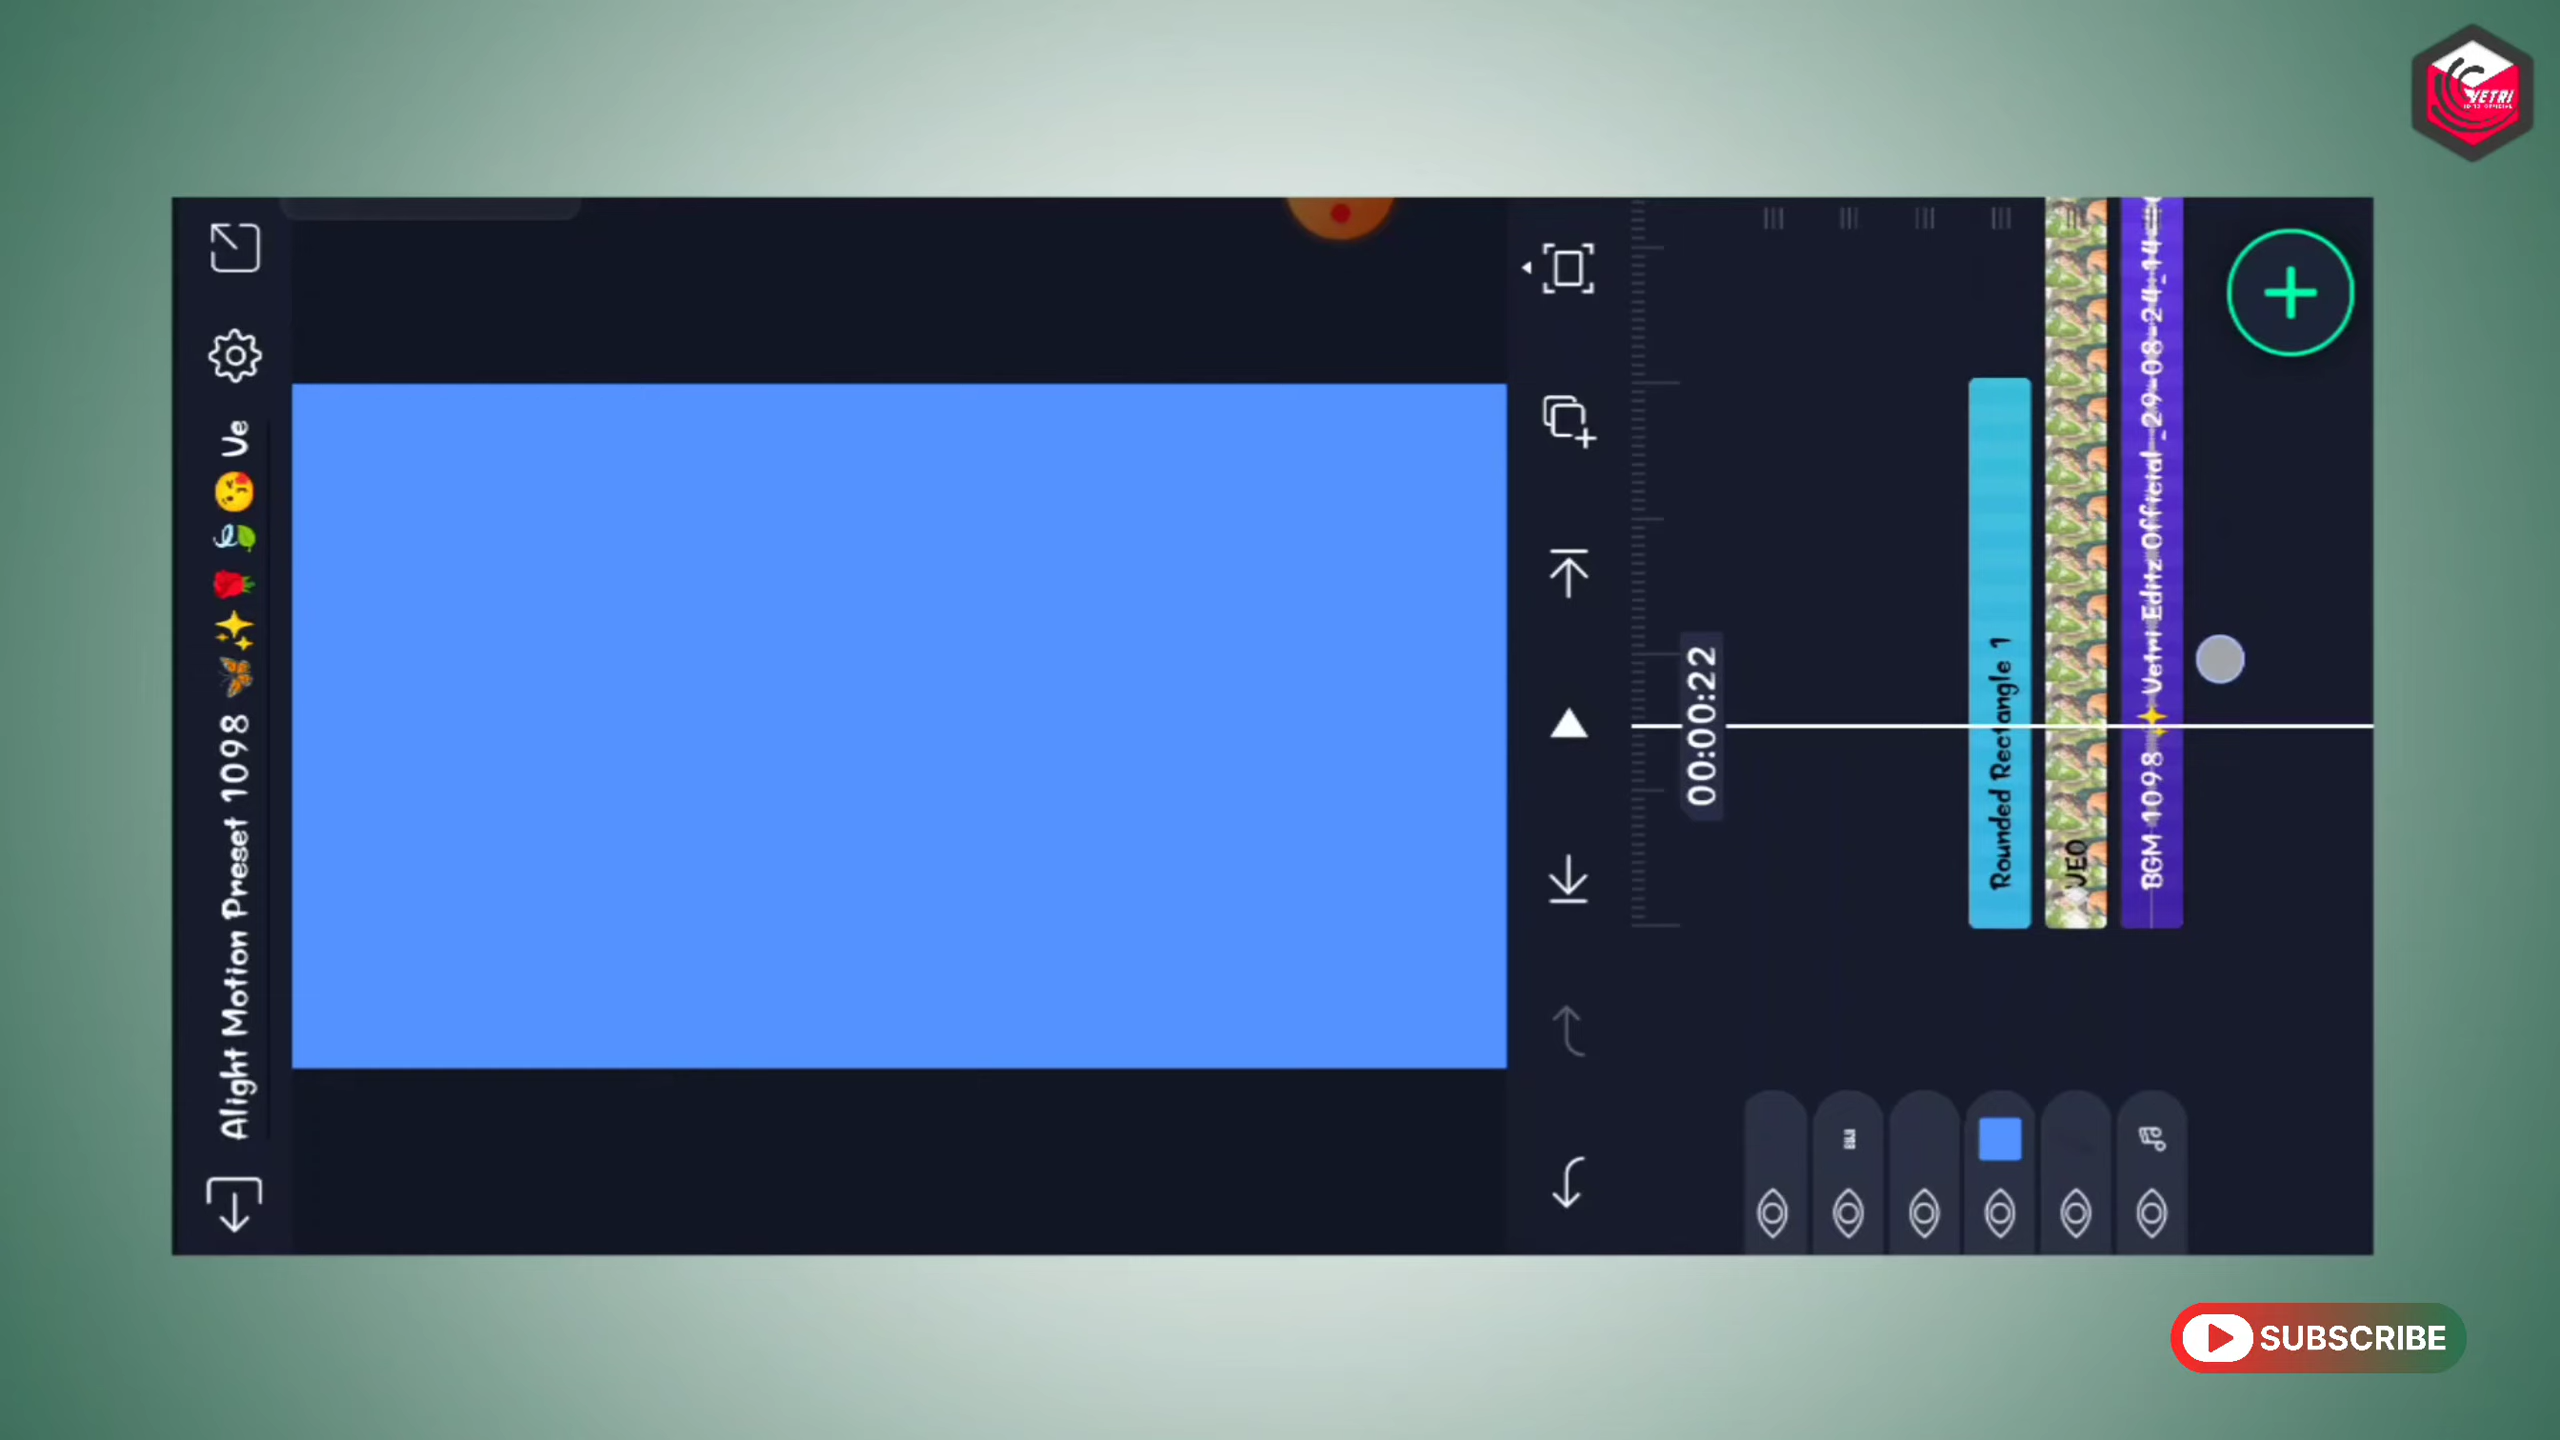 VETRI
Alight Motion Preset 1098 🦋✨🌹🍃😘 Ve
00:00:22
Rounded Rectangle 1
BGM 1098 ✨ Vetri Editz Official_29-08-24_14
SUBSCRIBE